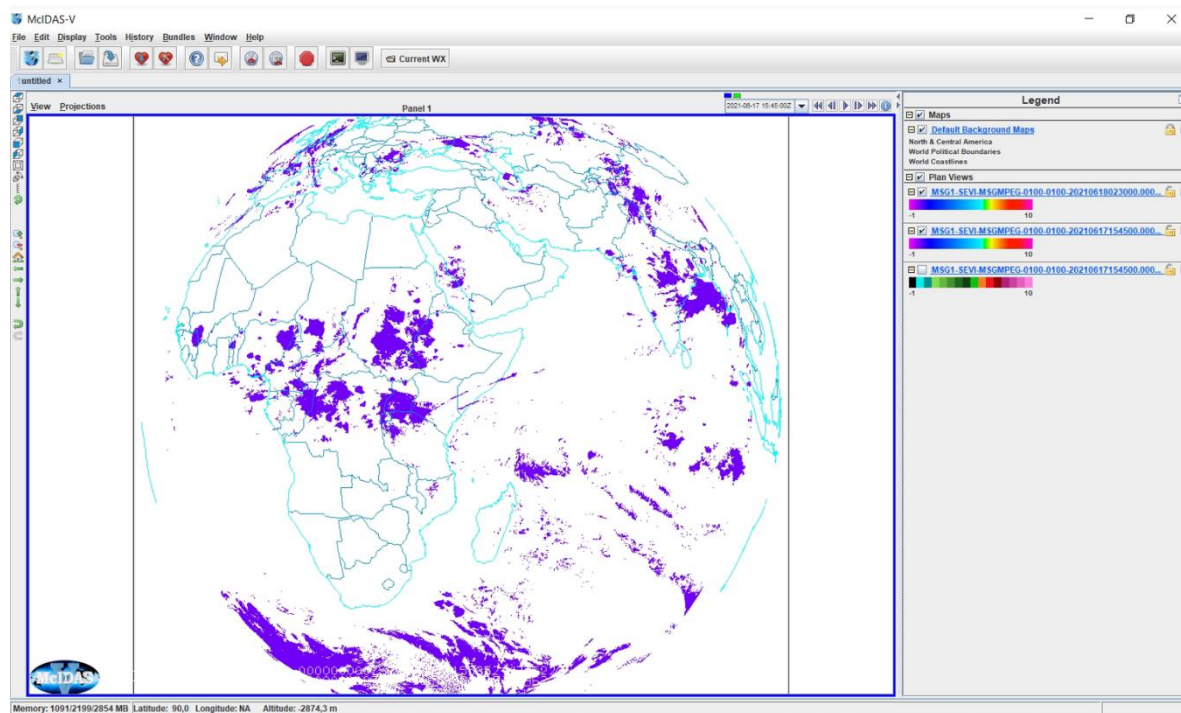 McIDAS-V
File Edit Display Tools History Bundles Window Help
Current WX
untitled ×
View Projections
Panel 1
2021-06-17 15:45:00Z
Legend
Maps
Default Background Maps
North & Central America
World Political Boundaries
World Coastlines
Plan Views
MSG1-SEVI-MSGMPEG-0100-0100-20210618023000.000...
-1 10
MSG1-SEVI-MSGMPEG-0100-0100-20210617154500.000...
-1 10
MSG1-SEVI-MSGMPEG-0100-0100-20210617154500.000...
-1 10
McIDAS
Memory: 1091/2199/2854 MB Latitude: 90,0 Longitude: NA Altitude: -2874,3 m